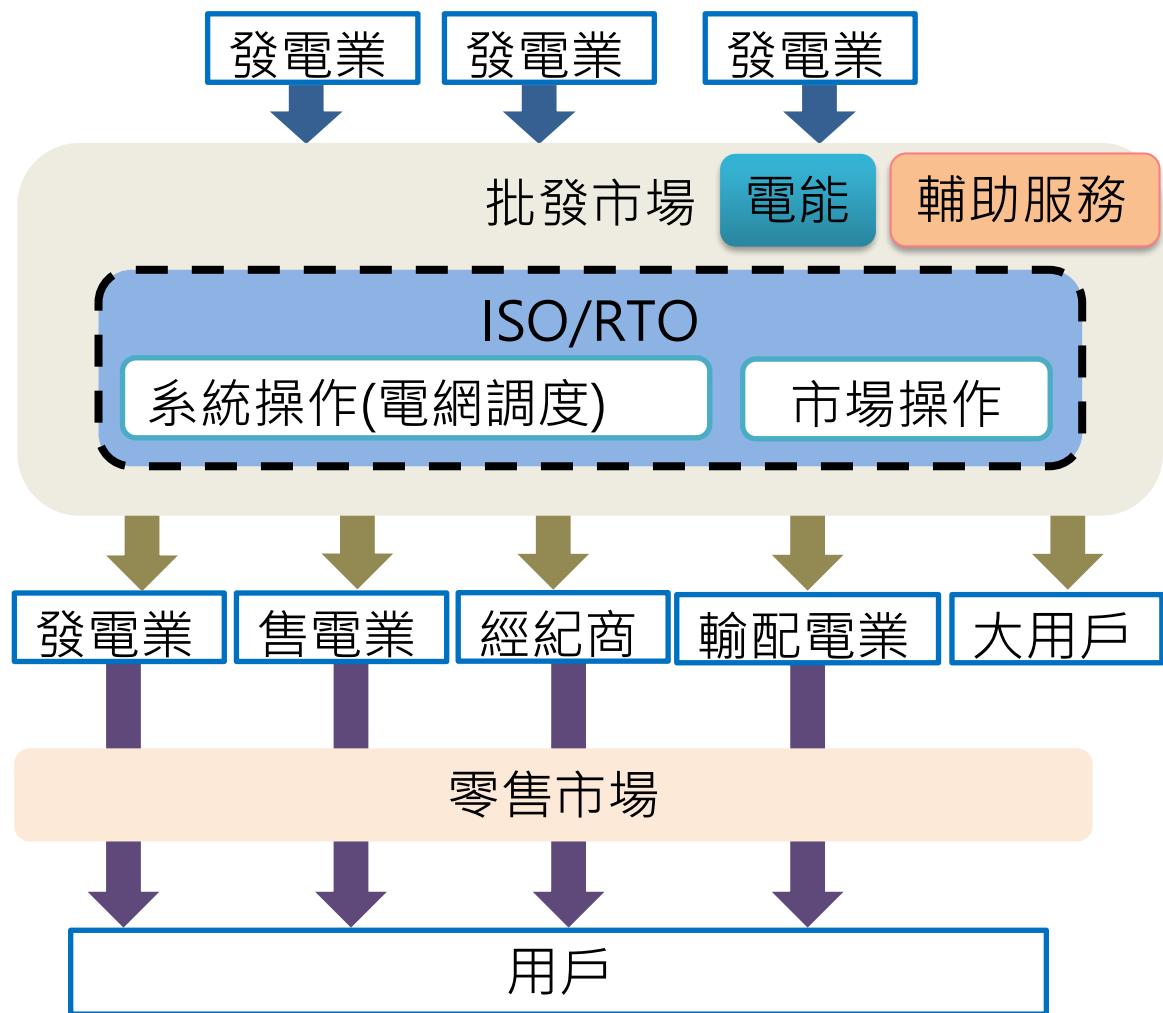 發電業
發電業
發電業
批發市場
電能
輔助服務
ISO/RTO
系統操作(電網調度)
市場操作
發電業
售電業
經紀商
輸配電業
大用戶
零售市場
用戶